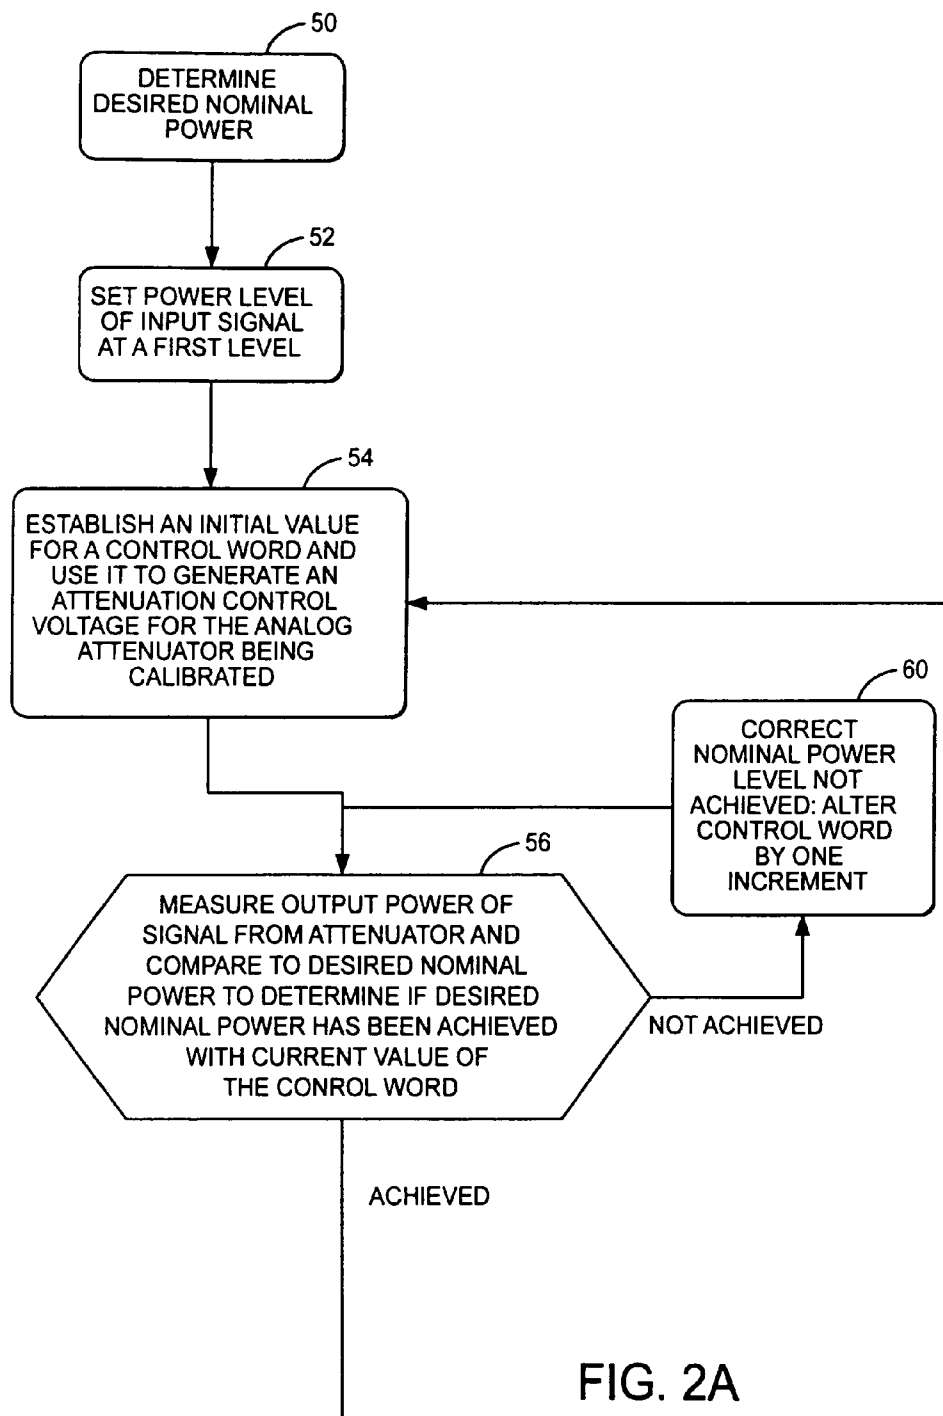 50
DETERMINE
DESIRED NOMINAL
POWER
52
SET POWER LEVEL
OF INPUT SIGNAL
AT A FIRST LEVEL
54
ESTABLISH AN INITIAL VALUE
FOR A CONTROL WORD AND
USE IT TO GENERATE AN
ATTENUATION CONTROL
VOLTAGE FOR THE ANALOG
ATTENUATOR BEING
CALIBRATED
60
CORRECT
NOMINAL POWER
LEVEL NOT
ACHIEVED: ALTER
CONTROL WORD
BY ONE
INCREMENT
56
MEASURE OUTPUT POWER OF
SIGNAL FROM ATTENUATOR AND
COMPARE TO DESIRED NOMINAL
POWER TO DETERMINE IF DESIRED
NOMINAL POWER HAS BEEN ACHIEVED
WITH CURRENT VALUE OF
THE CONROL WORD
NOT ACHIEVED
ACHIEVED
FIG. 2A